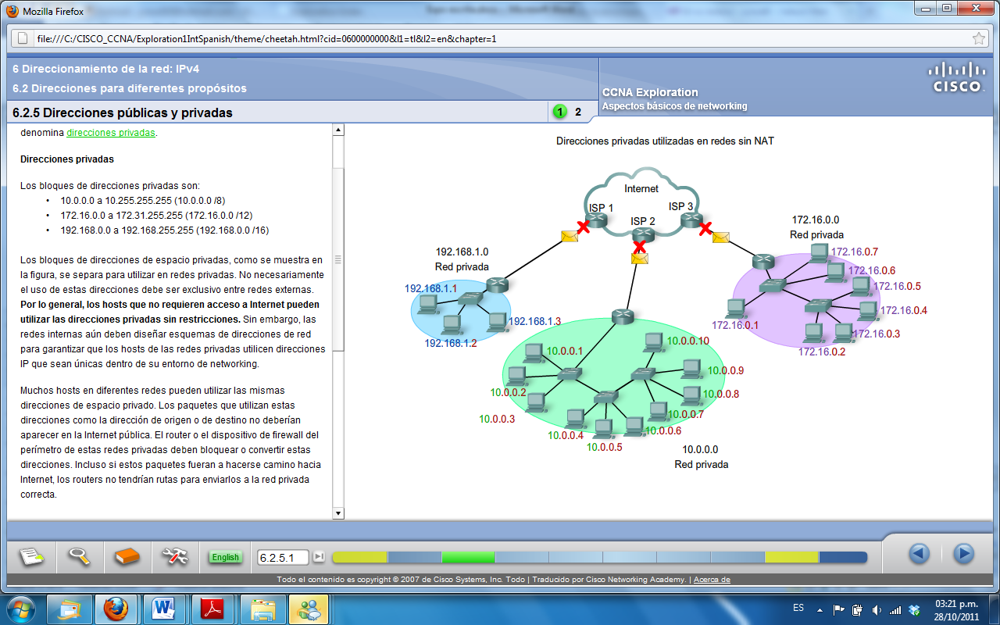 Mozilla Firefox
file:///C:/CISCO_CCNA/Exploration1IntSpanish/theme/cheetah.html?cid=0600000000&l1=tl&l2=en&chapter=1
6 Direccionamiento de la red: IPv4
6.2 Direcciones para diferentes propósitos
CISCO
CCNA Exploration
Aspectos básicos de networking
6.2.5 Direcciones públicas y privadas
1 2
denomina direcciones privadas.
Direcciones privadas
Los bloques de direcciones privadas son:
• 10.0.0.0 a 10.255.255.255 (10.0.0.0 /8)
• 172.16.0.0 a 172.31.255.255 (172.16.0.0 /12)
• 192.168.0.0 a 192.168.255.255 (192.168.0.0 /16)
Los bloques de direcciones de espacio privadas, como se muestra en
la figura, se separa para utilizar en redes privadas. No necesariamente
el uso de estas direcciones debe ser exclusivo entre redes externas.
Por lo general, los hosts que no requieren acceso a Internet pueden
utilizar las direcciones privadas sin restricciones. Sin embargo, las
redes internas aún deben diseñar esquemas de direcciones de red
para garantizar que los hosts de las redes privadas utilicen direcciones
IP que sean únicas dentro de su entorno de networking.
Muchos hosts en diferentes redes pueden utilizar las mismas
direcciones de espacio privado. Los paquetes que utilizan estas
direcciones como la dirección de origen o de destino no deberían
aparecer en la Internet pública. El router o el dispositivo de firewall del
perímetro de estas redes privadas deben bloquear o convertir estas
direcciones. Incluso si estos paquetes fueran a hacerse camino hacia
Internet, los routers no tendrían rutas para enviarlos a la red privada
correcta.
Direcciones privadas utilizadas en redes sin NAT
Internet
ISP 1
ISP 2
ISP 3
192.168.1.0
Red privada
192.168.1.1
192.168.1.2
192.168.1.3
172.16.0.0
Red privada
172.16.0.7
172.16.0.6
172.16.0.5
172.16.0.4
172.16.0.3
172.16.0.2
172.16.0.1
10.0.0.1
10.0.0.2
10.0.0.3
10.0.0.4
10.0.0.5
10.0.0.6
10.0.0.7
10.0.0.8
10.0.0.9
10.0.0.10
10.0.0.0
Red privada
English
6.2.5.1
Todo el contenido es copyright © 2007 de Cisco Systems, Inc. Todo | Traducido por Cisco Networking Academy. | Acerca de
ES
03:21 p.m.
28/10/2011